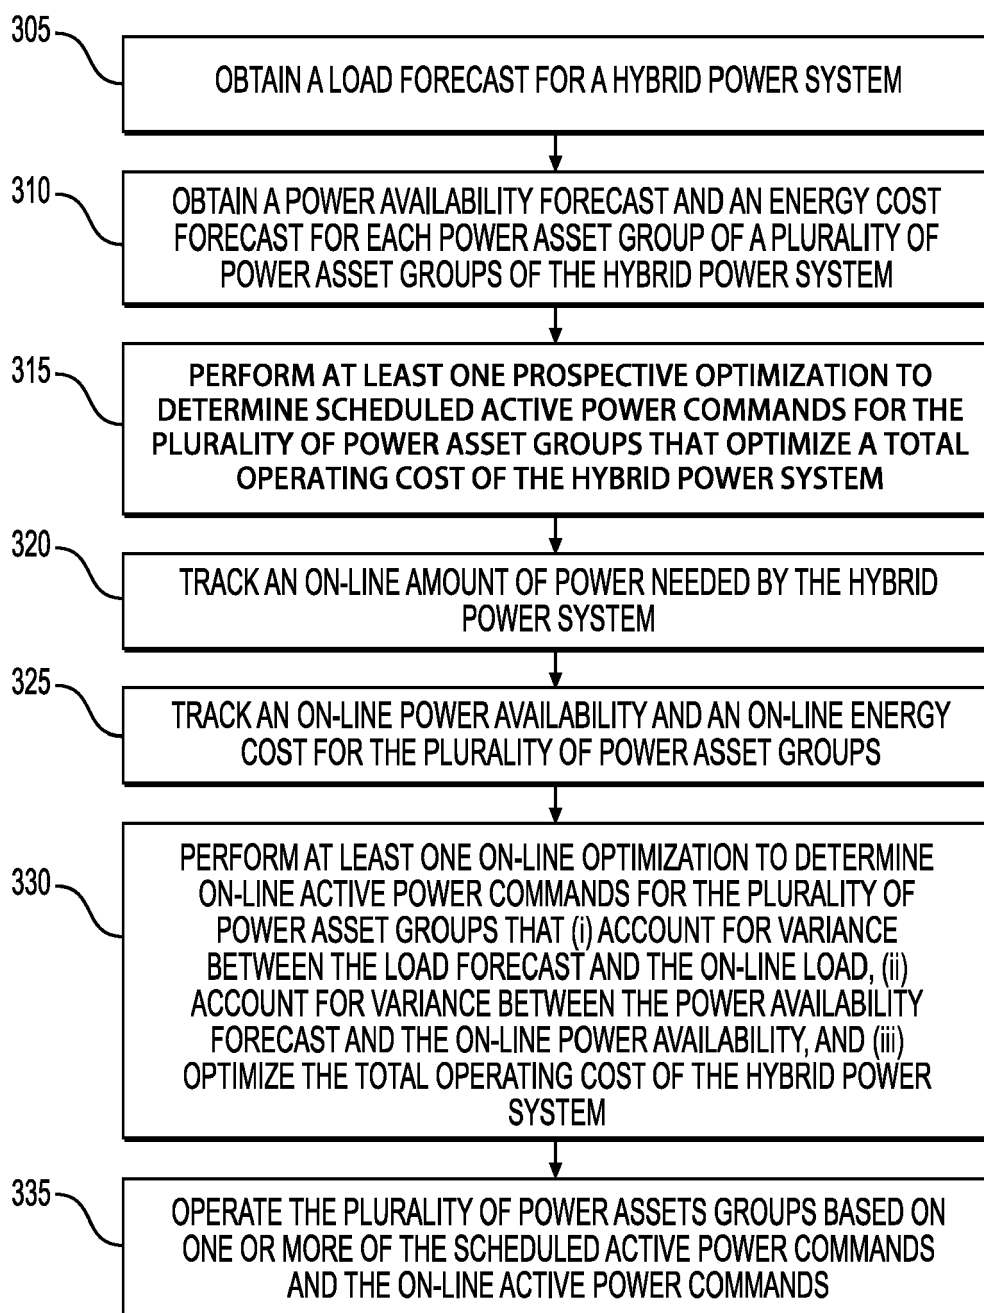 305
OBTAIN A LOAD FORECAST FOR A HYBRID POWER SYSTEM
310
OBTAIN A POWER AVAILABILITY FORECAST AND AN ENERGY COST
FORECAST FOR EACH POWER ASSET GROUP OF A PLURALITY OF
POWER ASSET GROUPS OF THE HYBRID POWER SYSTEM
315
PERFORM AT LEAST ONE PROSPECTIVE OPTIMIZATION TO
DETERMINE SCHEDULED ACTIVE POWER COMMANDS FOR THE
PLURALITY OF POWER ASSET GROUPS THAT OPTIMIZE A TOTAL
OPERATING COST OF THE HYBRID POWER SYSTEM
320
TRACK AN ON-LINE AMOUNT OF POWER NEEDED BY THE HYBRID
POWER SYSTEM
325
TRACK AN ON-LINE POWER AVAILABILITY AND AN ON-LINE ENERGY
COST FOR THE PLURALITY OF POWER ASSET GROUPS
330
PERFORM AT LEAST ONE ON-LINE OPTIMIZATION TO DETERMINE
ON-LINE ACTIVE POWER COMMANDS FOR THE PLURALITY OF
POWER ASSET GROUPS THAT (i) ACCOUNT FOR VARIANCE
BETWEEN THE LOAD FORECAST AND THE ON-LINE LOAD, (ii)
ACCOUNT FOR VARIANCE BETWEEN THE POWER AVAILABILITY
FORECAST AND THE ON-LINE POWER AVAILABILITY, AND (iii)
OPTIMIZE THE TOTAL OPERATING COST OF THE HYBRID POWER
SYSTEM
335
OPERATE THE PLURALITY OF POWER ASSETS GROUPS BASED ON
ONE OR MORE OF THE SCHEDULED ACTIVE POWER COMMANDS
AND THE ON-LINE ACTIVE POWER COMMANDS